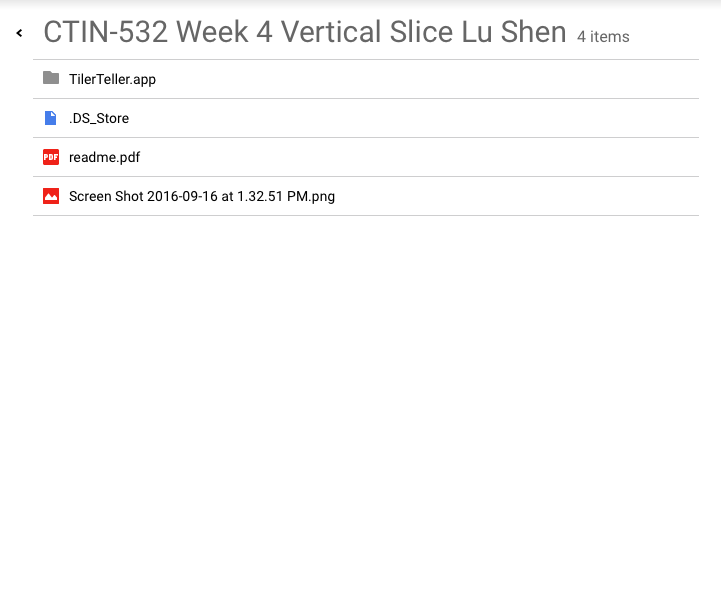 CTIN-532 Week 4 Vertical Slice Lu Shen 4 items
TilerTeller.app
.DS_Store
PDF readme.pdf
Screen Shot 2016-09-16 at 1.32.51 PM.png